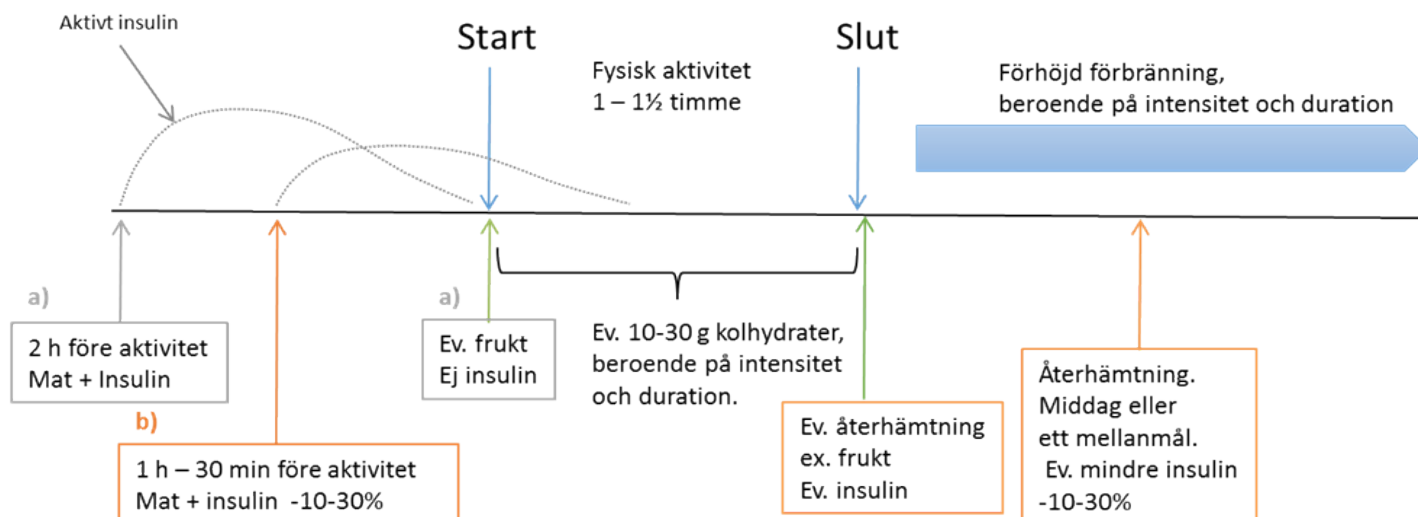 Aktivt insulin
Start
Slut
Fysisk aktivitet
1 – 1½ timme
Förhöjd förbränning,
beroende på intensitet och duration
a)
2 h före aktivitet
Mat + Insulin
b)
1 h – 30 min före aktivitet
Mat + insulin -10-30%
a)
Ev. frukt
Ej insulin
Ev. 10-30 g kolhydrater,
beroende på intensitet
och duration.
Ev. återhämtning
ex. frukt
Ev. insulin
Återhämtning.
Middag eller
ett mellanmål.
Ev. mindre insulin
-10-30%